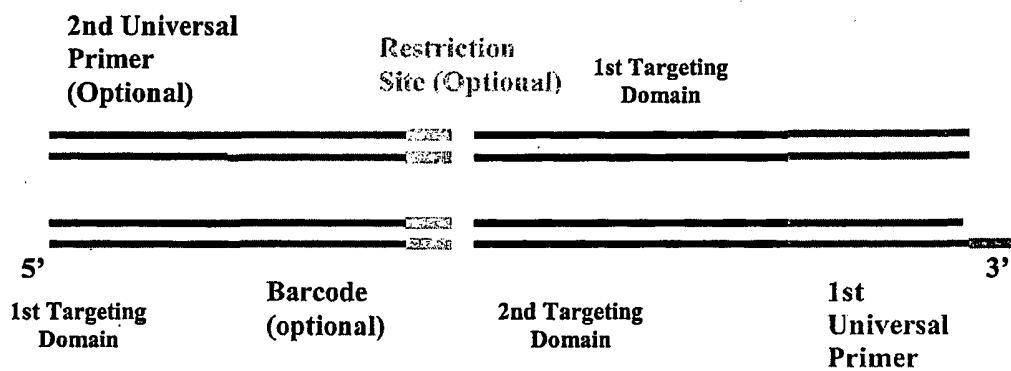 2nd Universal
Primer
(Optional)
Restriction
Site (Optional)
1st Targeting
Domain
5’
3’
1st Targeting
Domain
Barcode
(optional)
2nd Targeting
Domain
1st
Universal
Primer